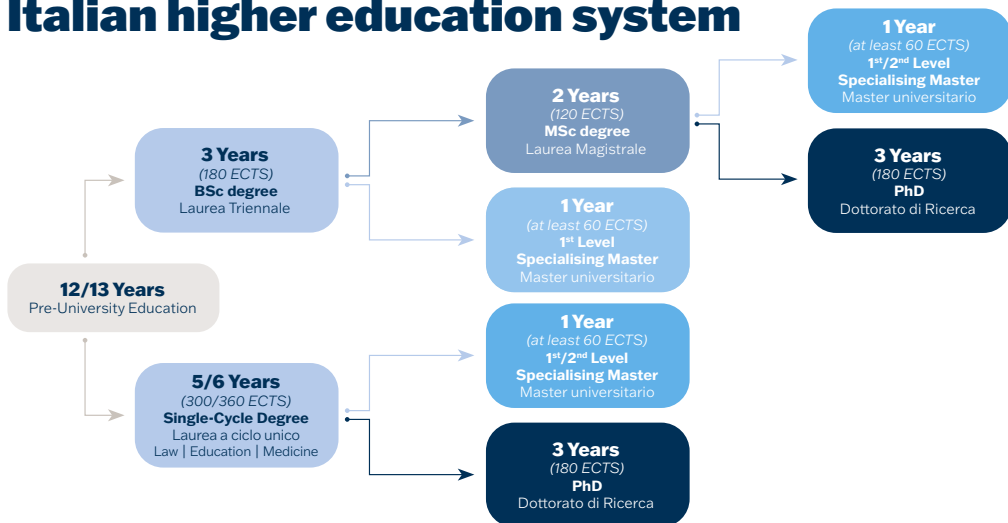 Italian higher education system
1 Year
(at least 60 ECTS)
1st/2nd Level
Specialising Master
Master universitario
2 Years
(120 ECTS)
MSc degree
Laurea Magistrale
3 Years
(180 ECTS)
BSc degree
Laurea Triennale
3 Years
(180 ECTS)
PhD
Dottorato di Ricerca
1 Year
(at least 60 ECTS)
1st Level
Specialising Master
Master universitario
12/13 Years
Pre-University Education
1 Year
(at least 60 ECTS)
1st/2nd Level
Specialising Master
Master universitario
5/6 Years
(300/360 ECTS)
Single-Cycle Degree
Laurea a ciclo unico
Law | Education | Medicine
3 Years
(180 ECTS)
PhD
Dottorato di Ricerca